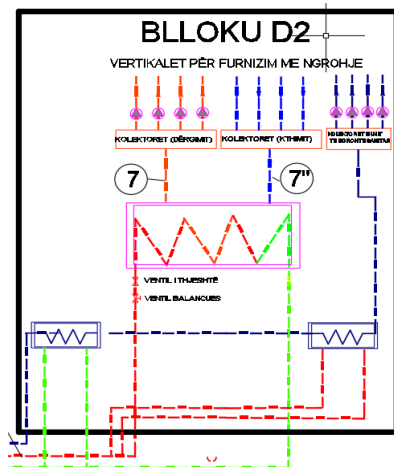 BLLOKU D2
VERTIKALET PËR FURNIZIM ME NGROHJE
KOLEKTORET (DËRGIMIT)
KOLEKTORET (KTHIMIT)
7
7"
VENTIL I THJESHTË
VENTIL BALANCUES